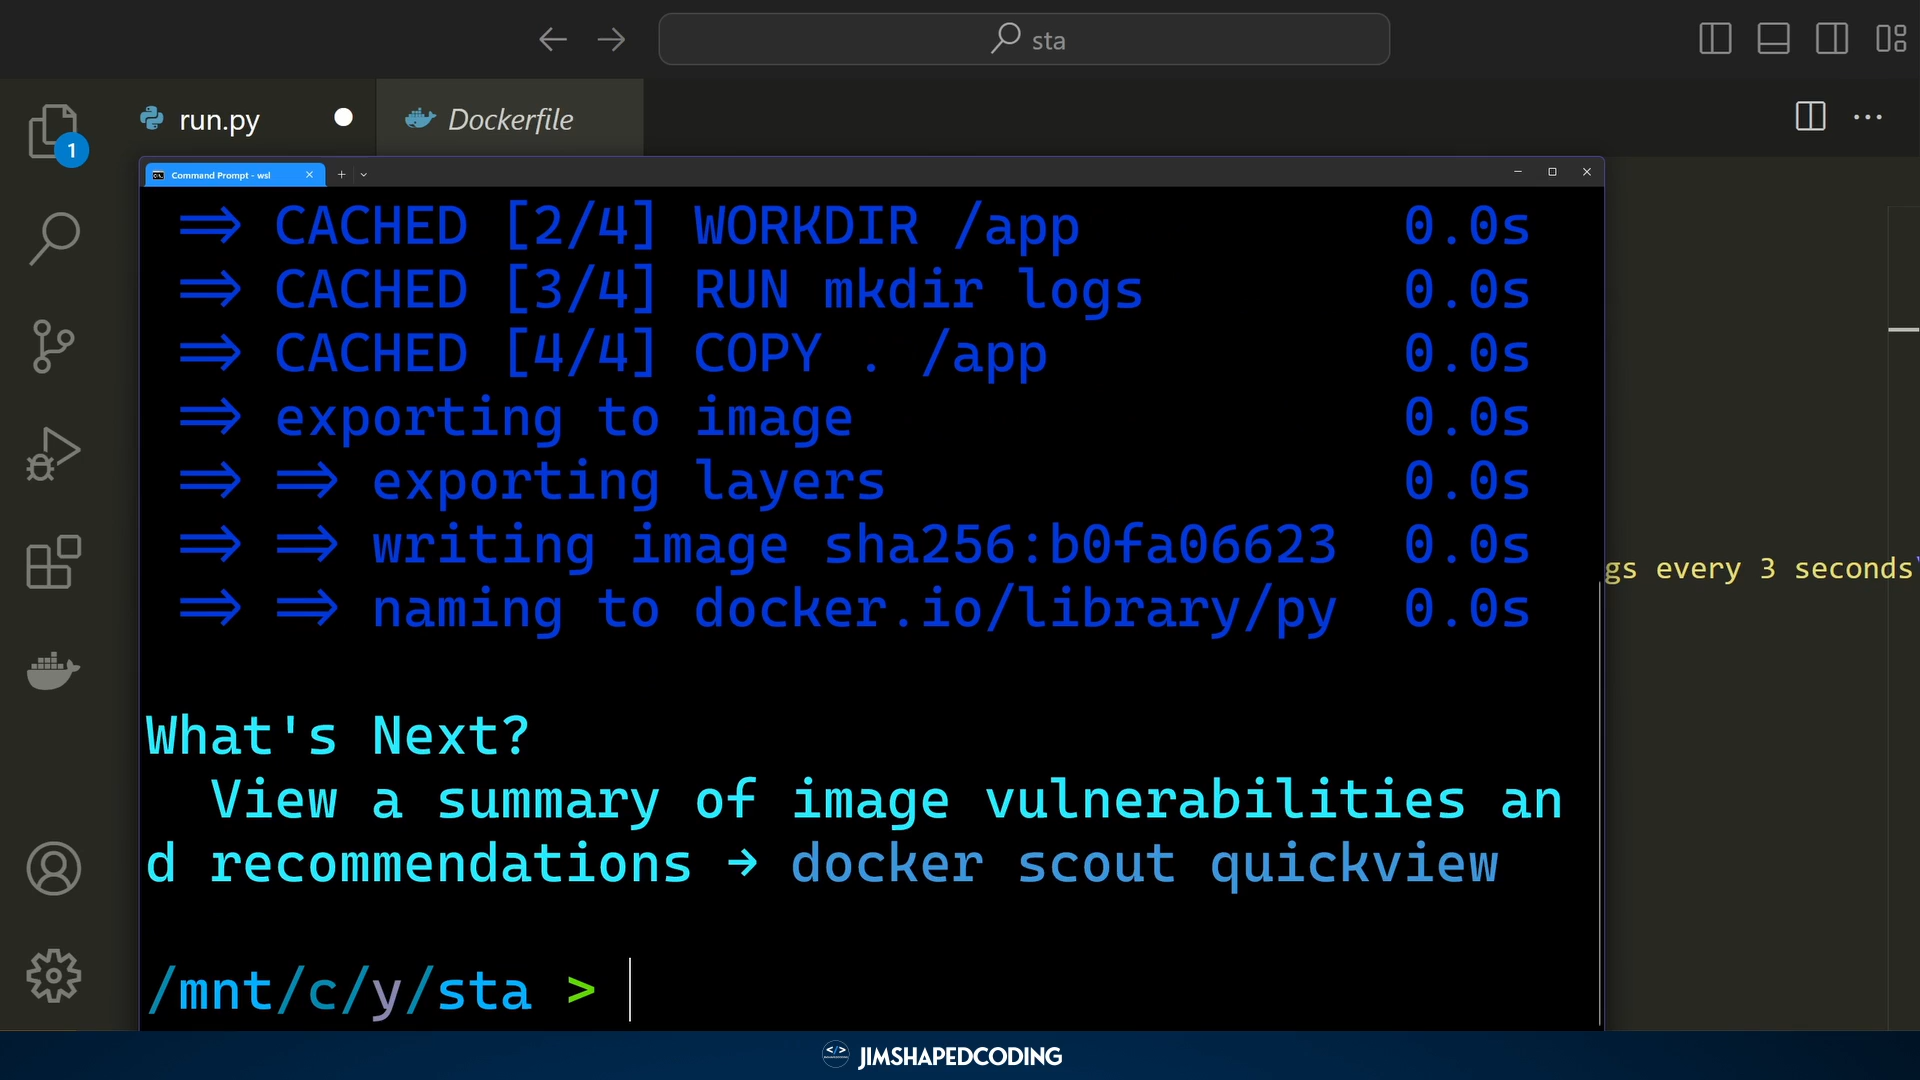 sta
run.py
Dockerfile
1
Command Prompt - wsl
=> CACHED [2/4] WORKDIR /app 0.0s
=> CACHED [3/4] RUN mkdir logs 0.0s
=> CACHED [4/4] COPY . /app 0.0s
=> exporting to image 0.0s
=> => exporting layers 0.0s
=> => writing image sha256:b0fa06623 0.0s
=> => naming to docker.io/library/py 0.0s
gs every 3 seconds"
What's Next?
View a summary of image vulnerabilities an
d recommendations → docker scout quickview
/mnt/c/y/sta >
</> JIMSHAPEDCODING